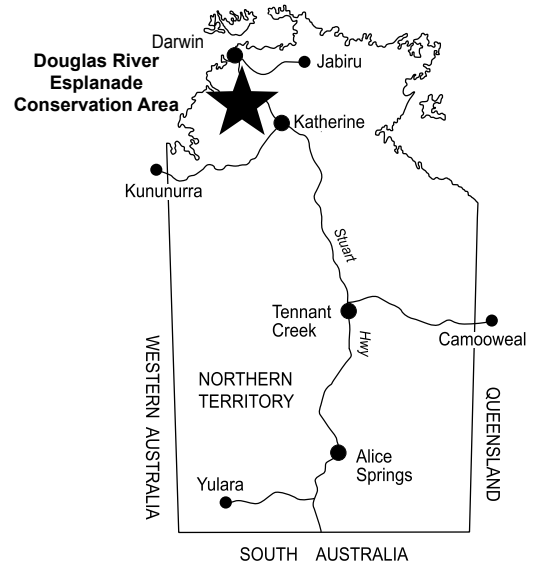 Darwin
Douglas River
Esplanade
Conservation Area
Jabiru
Katherine
Kununurra
Stuart
Tennant
Creek
Hwy
Camooweal
WESTERN AUSTRALIA
NORTHERN
TERRITORY
QUEENSLAND
Alice
Springs
Yulara
SOUTH AUSTRALIA